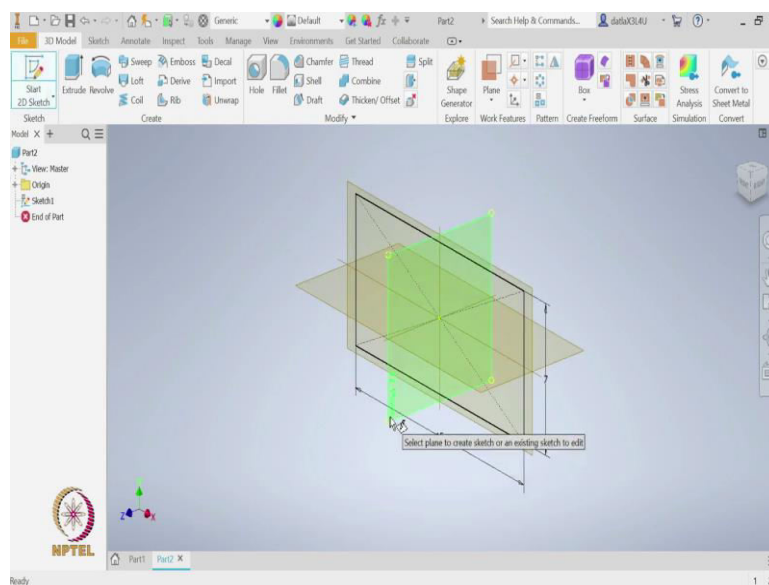 Generic Default Part2 Search Help & Commands... datlaX3L4U
File 3D Model Sketch Annotate Inspect Tools Manage View Environments Get Started Collaborate
Start 2D Sketch Extrude Revolve Sweep Emboss Decal Hole Fillet Chamfer Thread Split Shape Generator Plane Box Stress Analysis Convert to Sheet Metal
Loft Derive Import Shell Combine
Coil Rib Unwrap Draft Thicken/ Offset
Sketch Create Modify Explore Work Features Pattern Create Freeform Surface Simulation Convert
Model
Part2
View: Master
Origin
Sketch1
End of Part
7
Select plane to create sketch or an existing sketch to edit
Z X
NPTEL
Part1 Part2
Ready 1